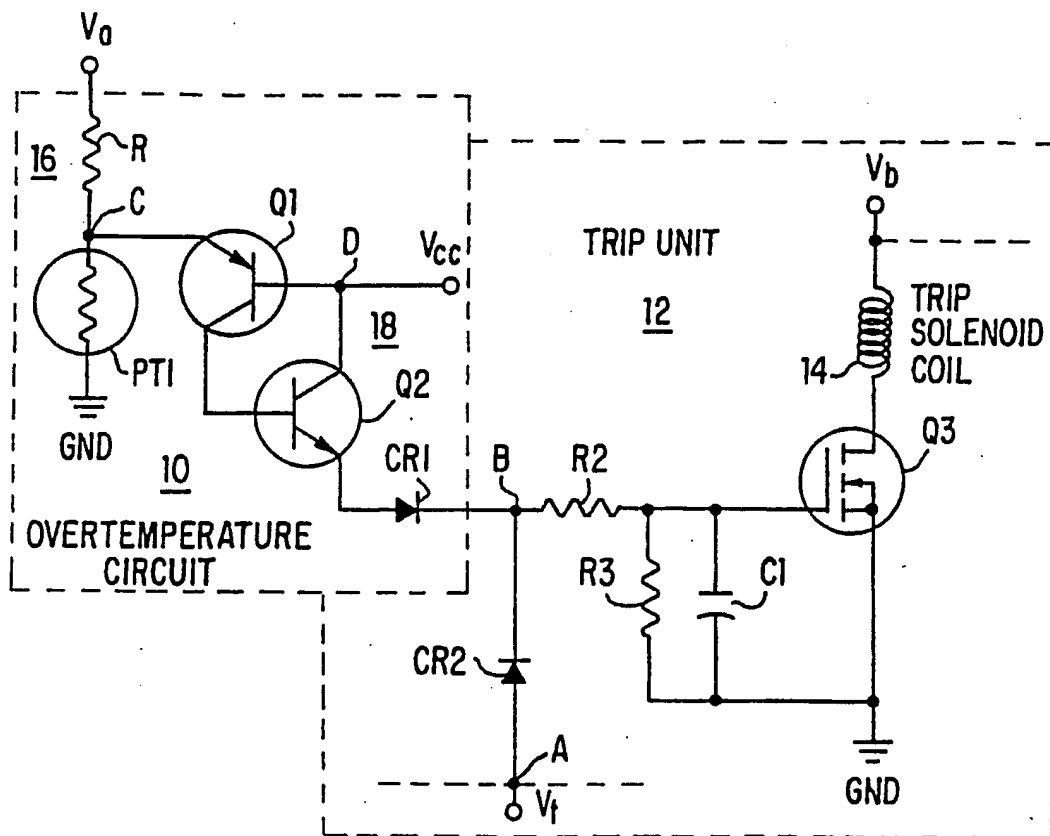 Va
16
R
C
Q1
D
Vcc
PTI
GND
18
Q2
10
CR1
OVERTEMPERATURE
CIRCUIT
TRIP UNIT
12
Vb
14
TRIP
SOLENOID
COIL
Q3
B
R2
R3
C1
CR2
A
Vt
GND